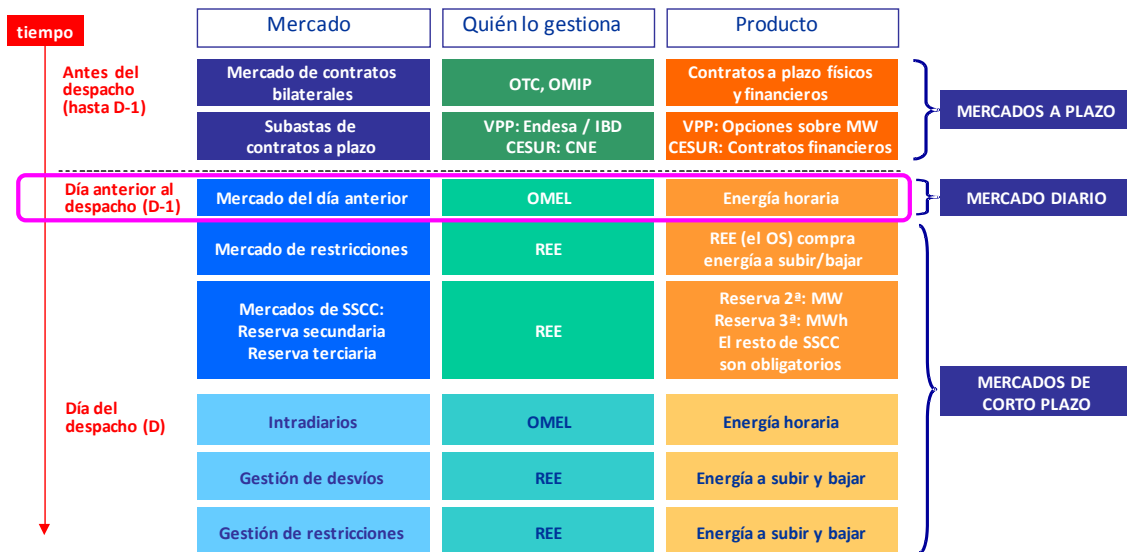 tiempo
Mercado
Quién lo gestiona
Producto
Antes del
despacho
(hasta D-1)
Mercado de contratos
bilaterales
OTC, OMIP
Contratos a plazo físicos
y financieros
Subastas de
contratos a plazo
VPP: Endesa / IBD
CESUR: CNE
VPP: Opciones sobre MW
CESUR: Contratos financieros
MERCADOS A PLAZO
Día anterior al
despacho (D-1)
Mercado del día anterior
OMEL
Energía horaria
MERCADO DIARIO
Mercado de restricciones
REE
REE (el OS) compra
energía a subir/bajar
Mercados de SSCC:
Reserva secundaria
Reserva terciaria
REE
Reserva 2ª: MW
Reserva 3ª: MWh
El resto de SSCC
son obligatorios
MERCADOS DE
CORTO PLAZO
Día del
despacho (D)
Intradiarios
OMEL
Energía horaria
Gestión de desvíos
REE
Energía a subir y bajar
Gestión de restricciones
REE
Energía a subir y bajar